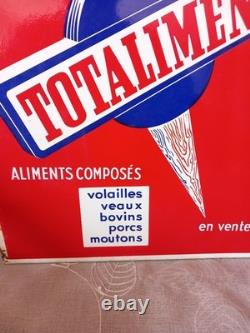 TOTALIMEN
ALIMENTS COMPOSÉS
volailles
veaux
bovins
porcs
moutons
en vente